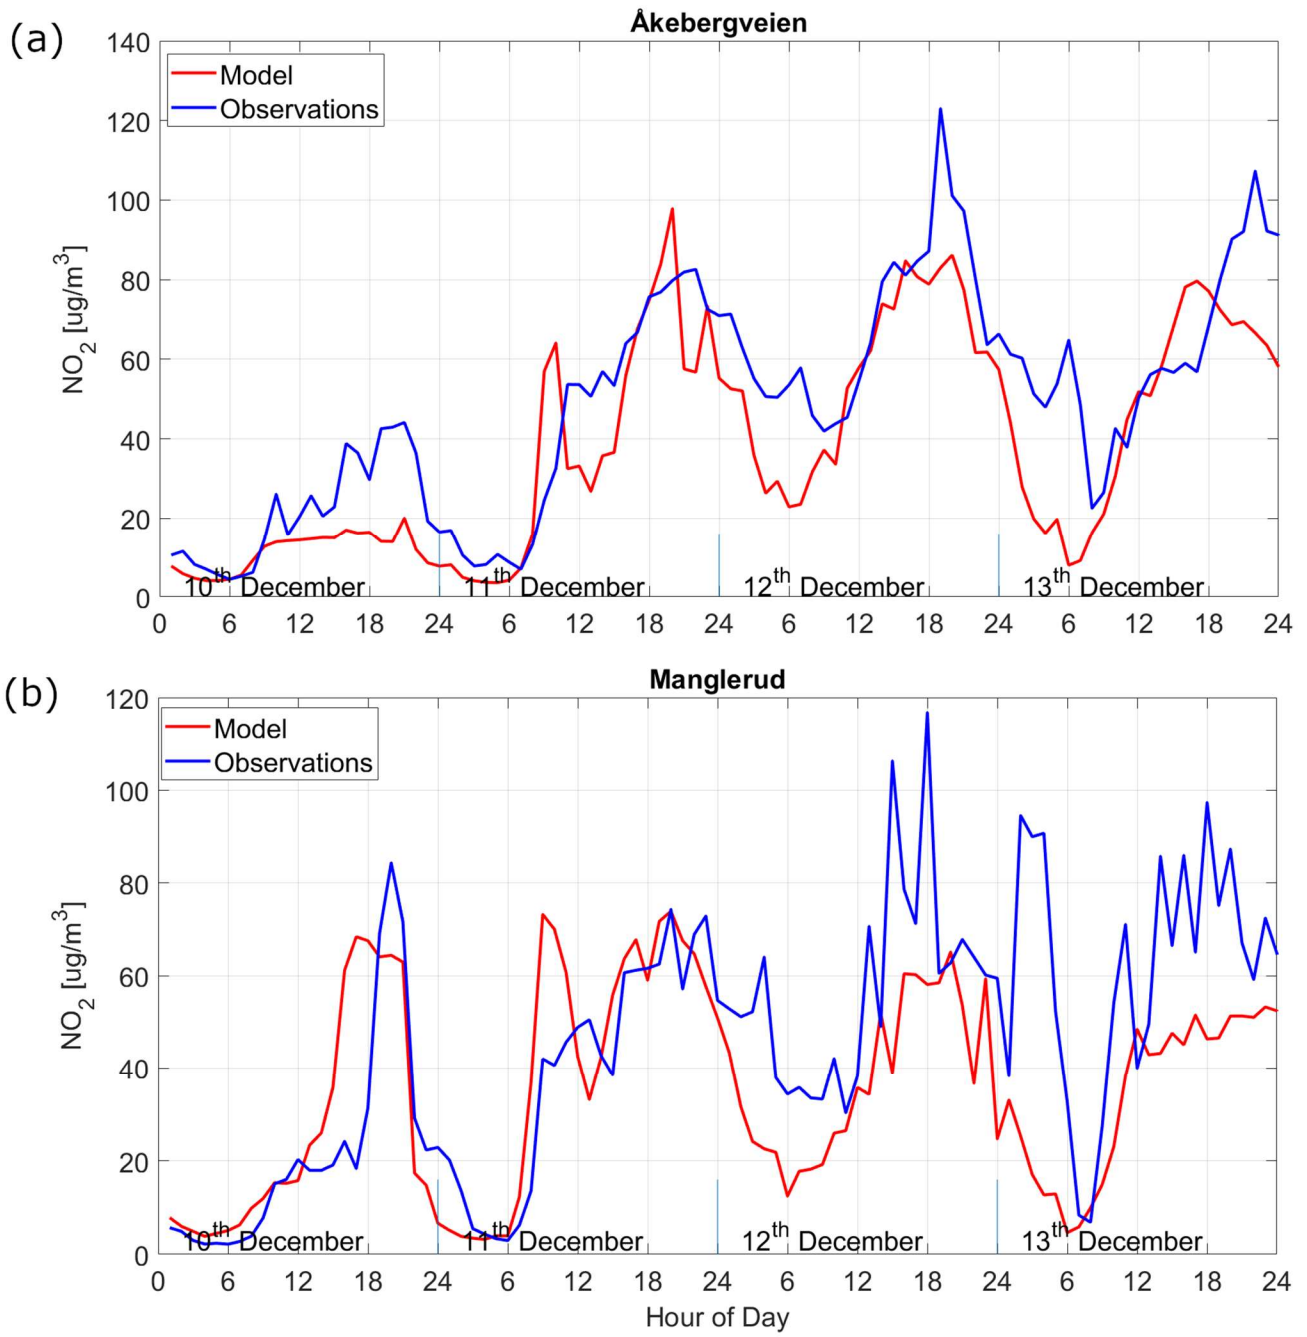 (a)
Åkebergveien
140
120
100
80
60
40
20
0
NO2 [ug/m3]
Model
Observations
10th December 11th December 12th December 13th December
0 6 12 18 24 6 12 18 24 6 12 18 24 6 12 18 24
(b)
Manglerud
120
100
80
60
40
20
0
NO2 [ug/m3]
Model
Observations
10th December 11th December 12th December 13th December
0 6 12 18 24 6 12 18 24 6 12 18 24 6 12 18 24
Hour of Day